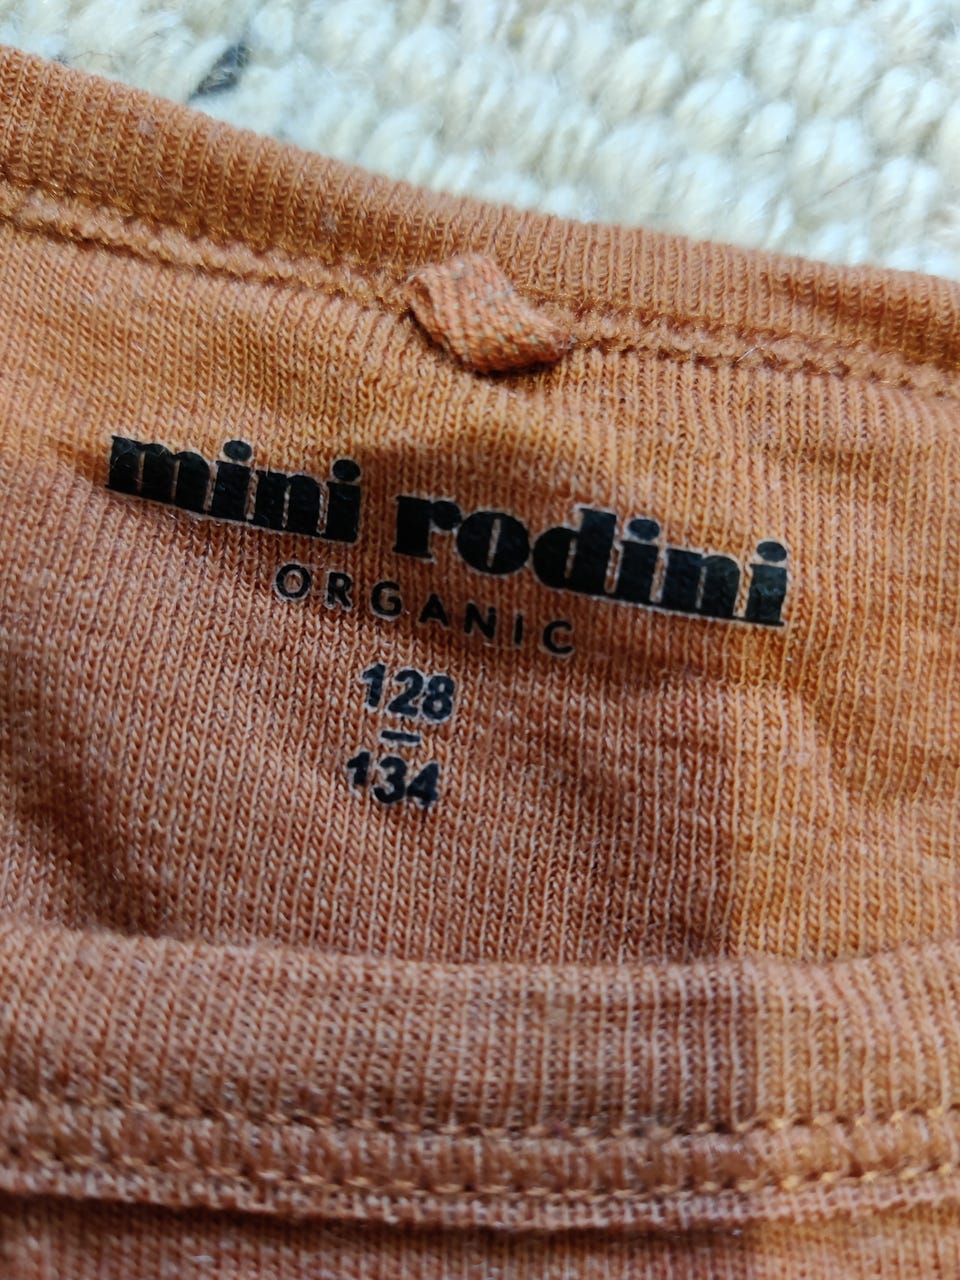 mini rodini
ORGANIC
128
—
134